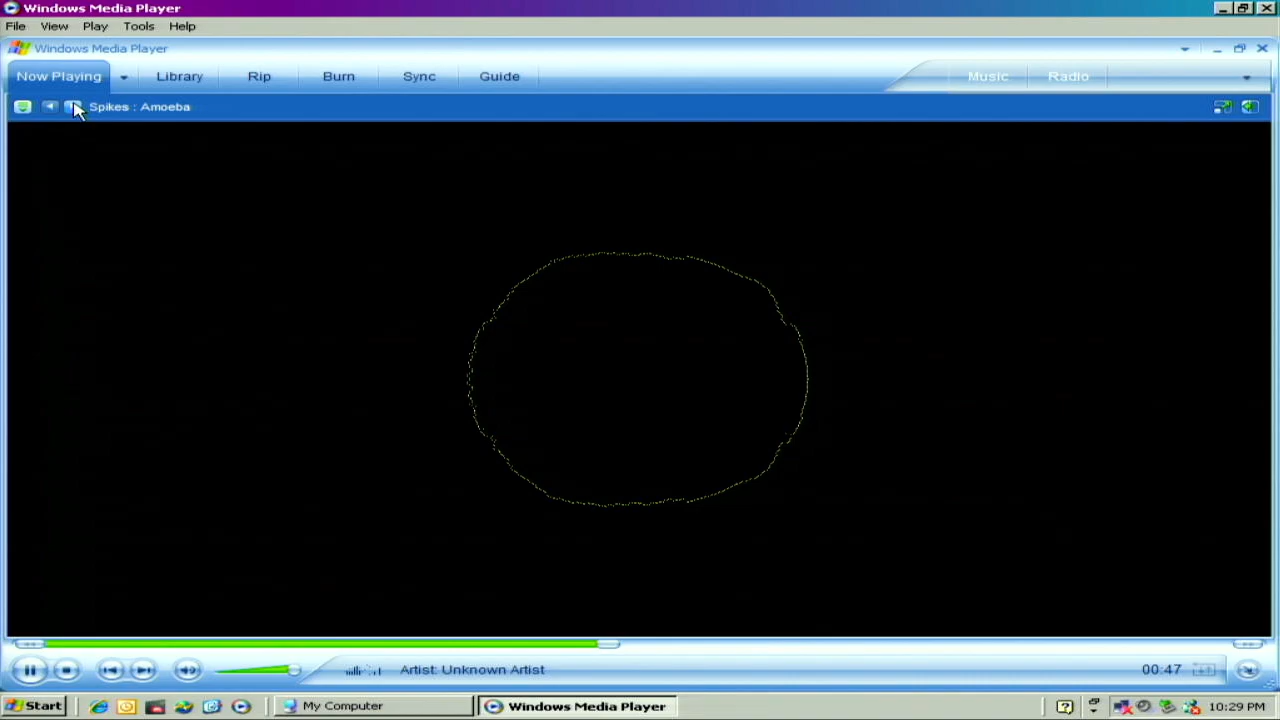 Windows Media Player
File View Play Tools Help
Windows Media Player
Now Playing Library Rip Burn Sync Guide Music Radio
Spikes : Amoeba
Artist: Unknown Artist 00:47
Start My Computer Windows Media Player 10:29 PM